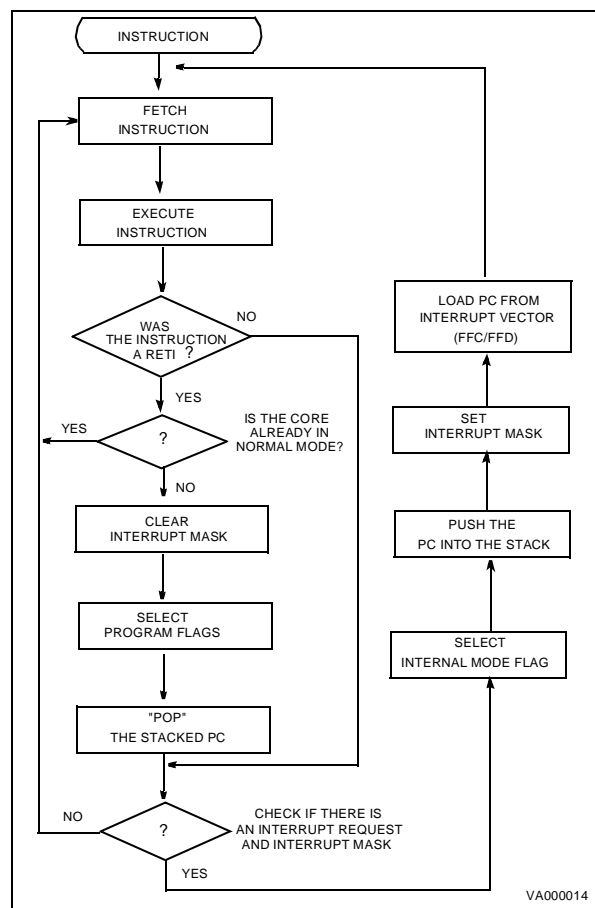 INSTRUCTION
FETCH
INSTRUCTION
EXECUTE
INSTRUCTION
WAS
THE INSTRUCTION
A RETI ?
NO
YES
YES
?
IS THE CORE
ALREADY IN
NORMAL MODE?
NO
CLEAR
INTERRUPT MASK
SELECT
PROGRAM FLAGS
"POP"
THE STACKED PC
NO
?
CHECK IF THERE IS
AN INTERRUPT REQUEST
AND INTERRUPT MASK
YES
LOAD PC FROM
INTERRUPT VECTOR
(FFC/FFD)
SET
INTERRUPT MASK
PUSH THE
PC INTO THE STACK
SELECT
INTERNAL MODE FLAG
VA000014